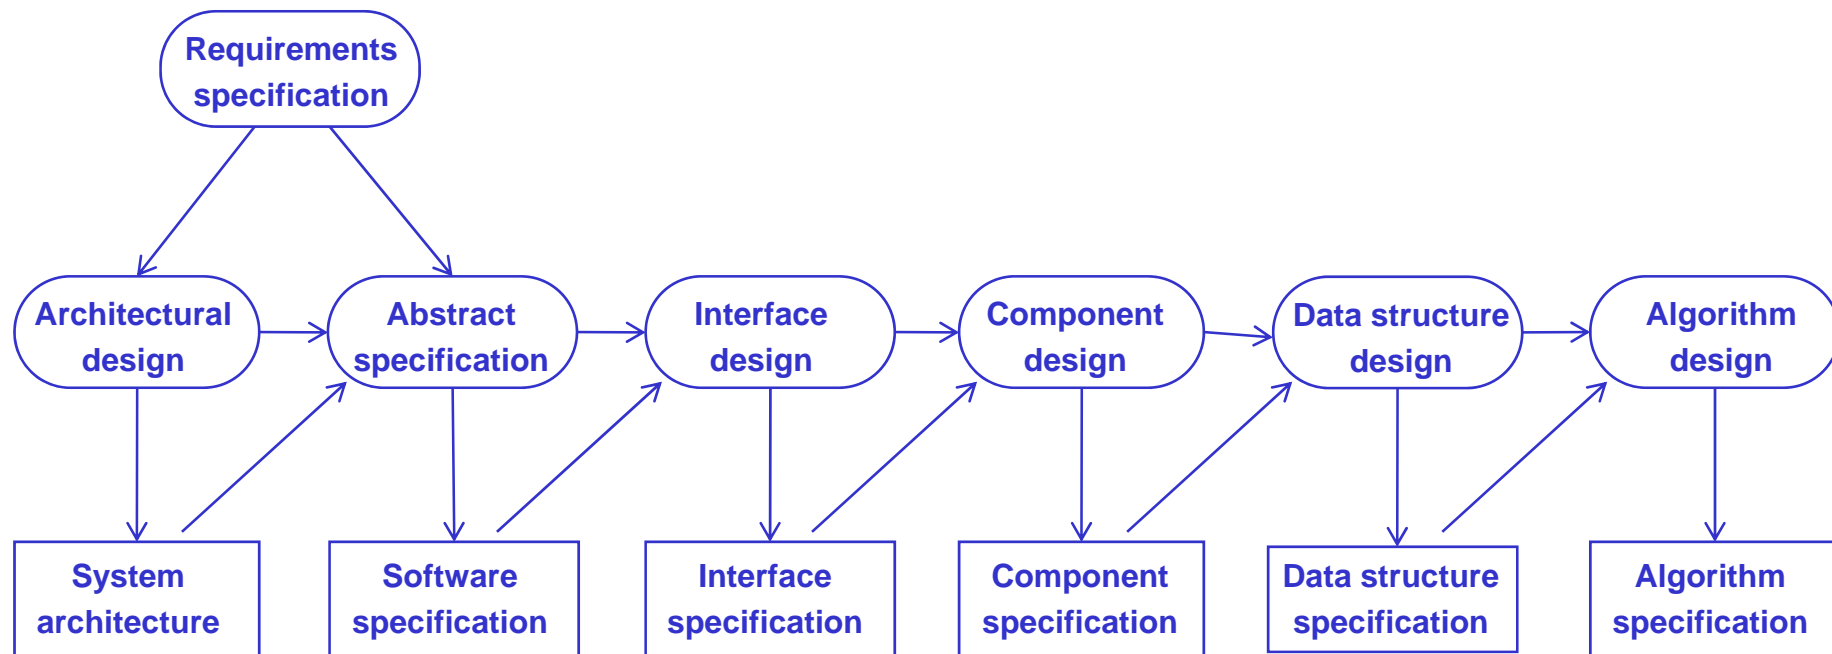 Requirements
specification
Architectural
design
Abstract
specification
Interface
design
Component
design
Data structure
design
Algorithm
design
System
architecture
Software
specification
Interface
specification
Component
specification
Data structure
specification
Algorithm
specification